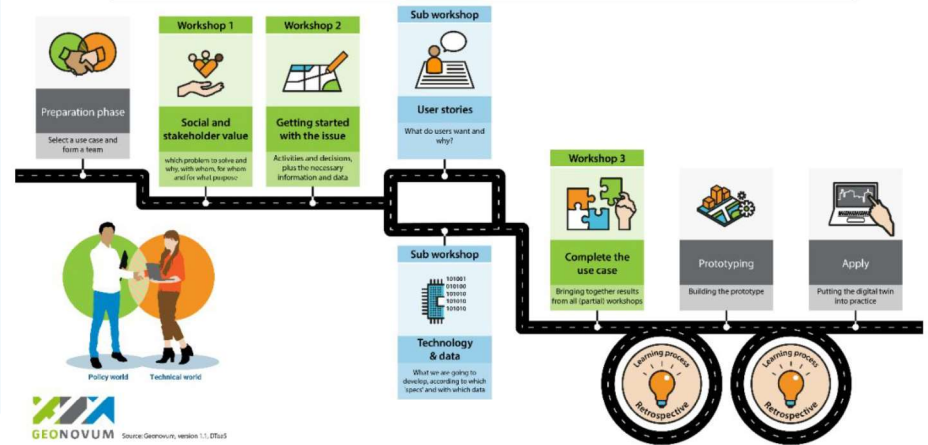 Preparation phase
Select a use case and
form a team
Workshop 1
Social and
stakeholder value
which problem to solve and
why, with whom, for whom
and for what purpose
Workshop 2
Getting started
with the issue
Activities and decisions,
plus the necessary
information and data
Sub workshop
User stories
What do users want and
why?
Sub workshop
101001
010100
101010
101010
101010
Technology
& data
What we are going to
develop, according to which
'specs' and with which data
Workshop 3
Complete the
use case
Bringing together results
from all (partial) workshops
Prototyping
Building the prototype
Apply
Putting the digital twin
into practice
Learning process
Retrospective
Learning process
Retrospective
Policy world
Technical world
GEONOVUM
Source: Geonovum, version 1.1, DTaaS